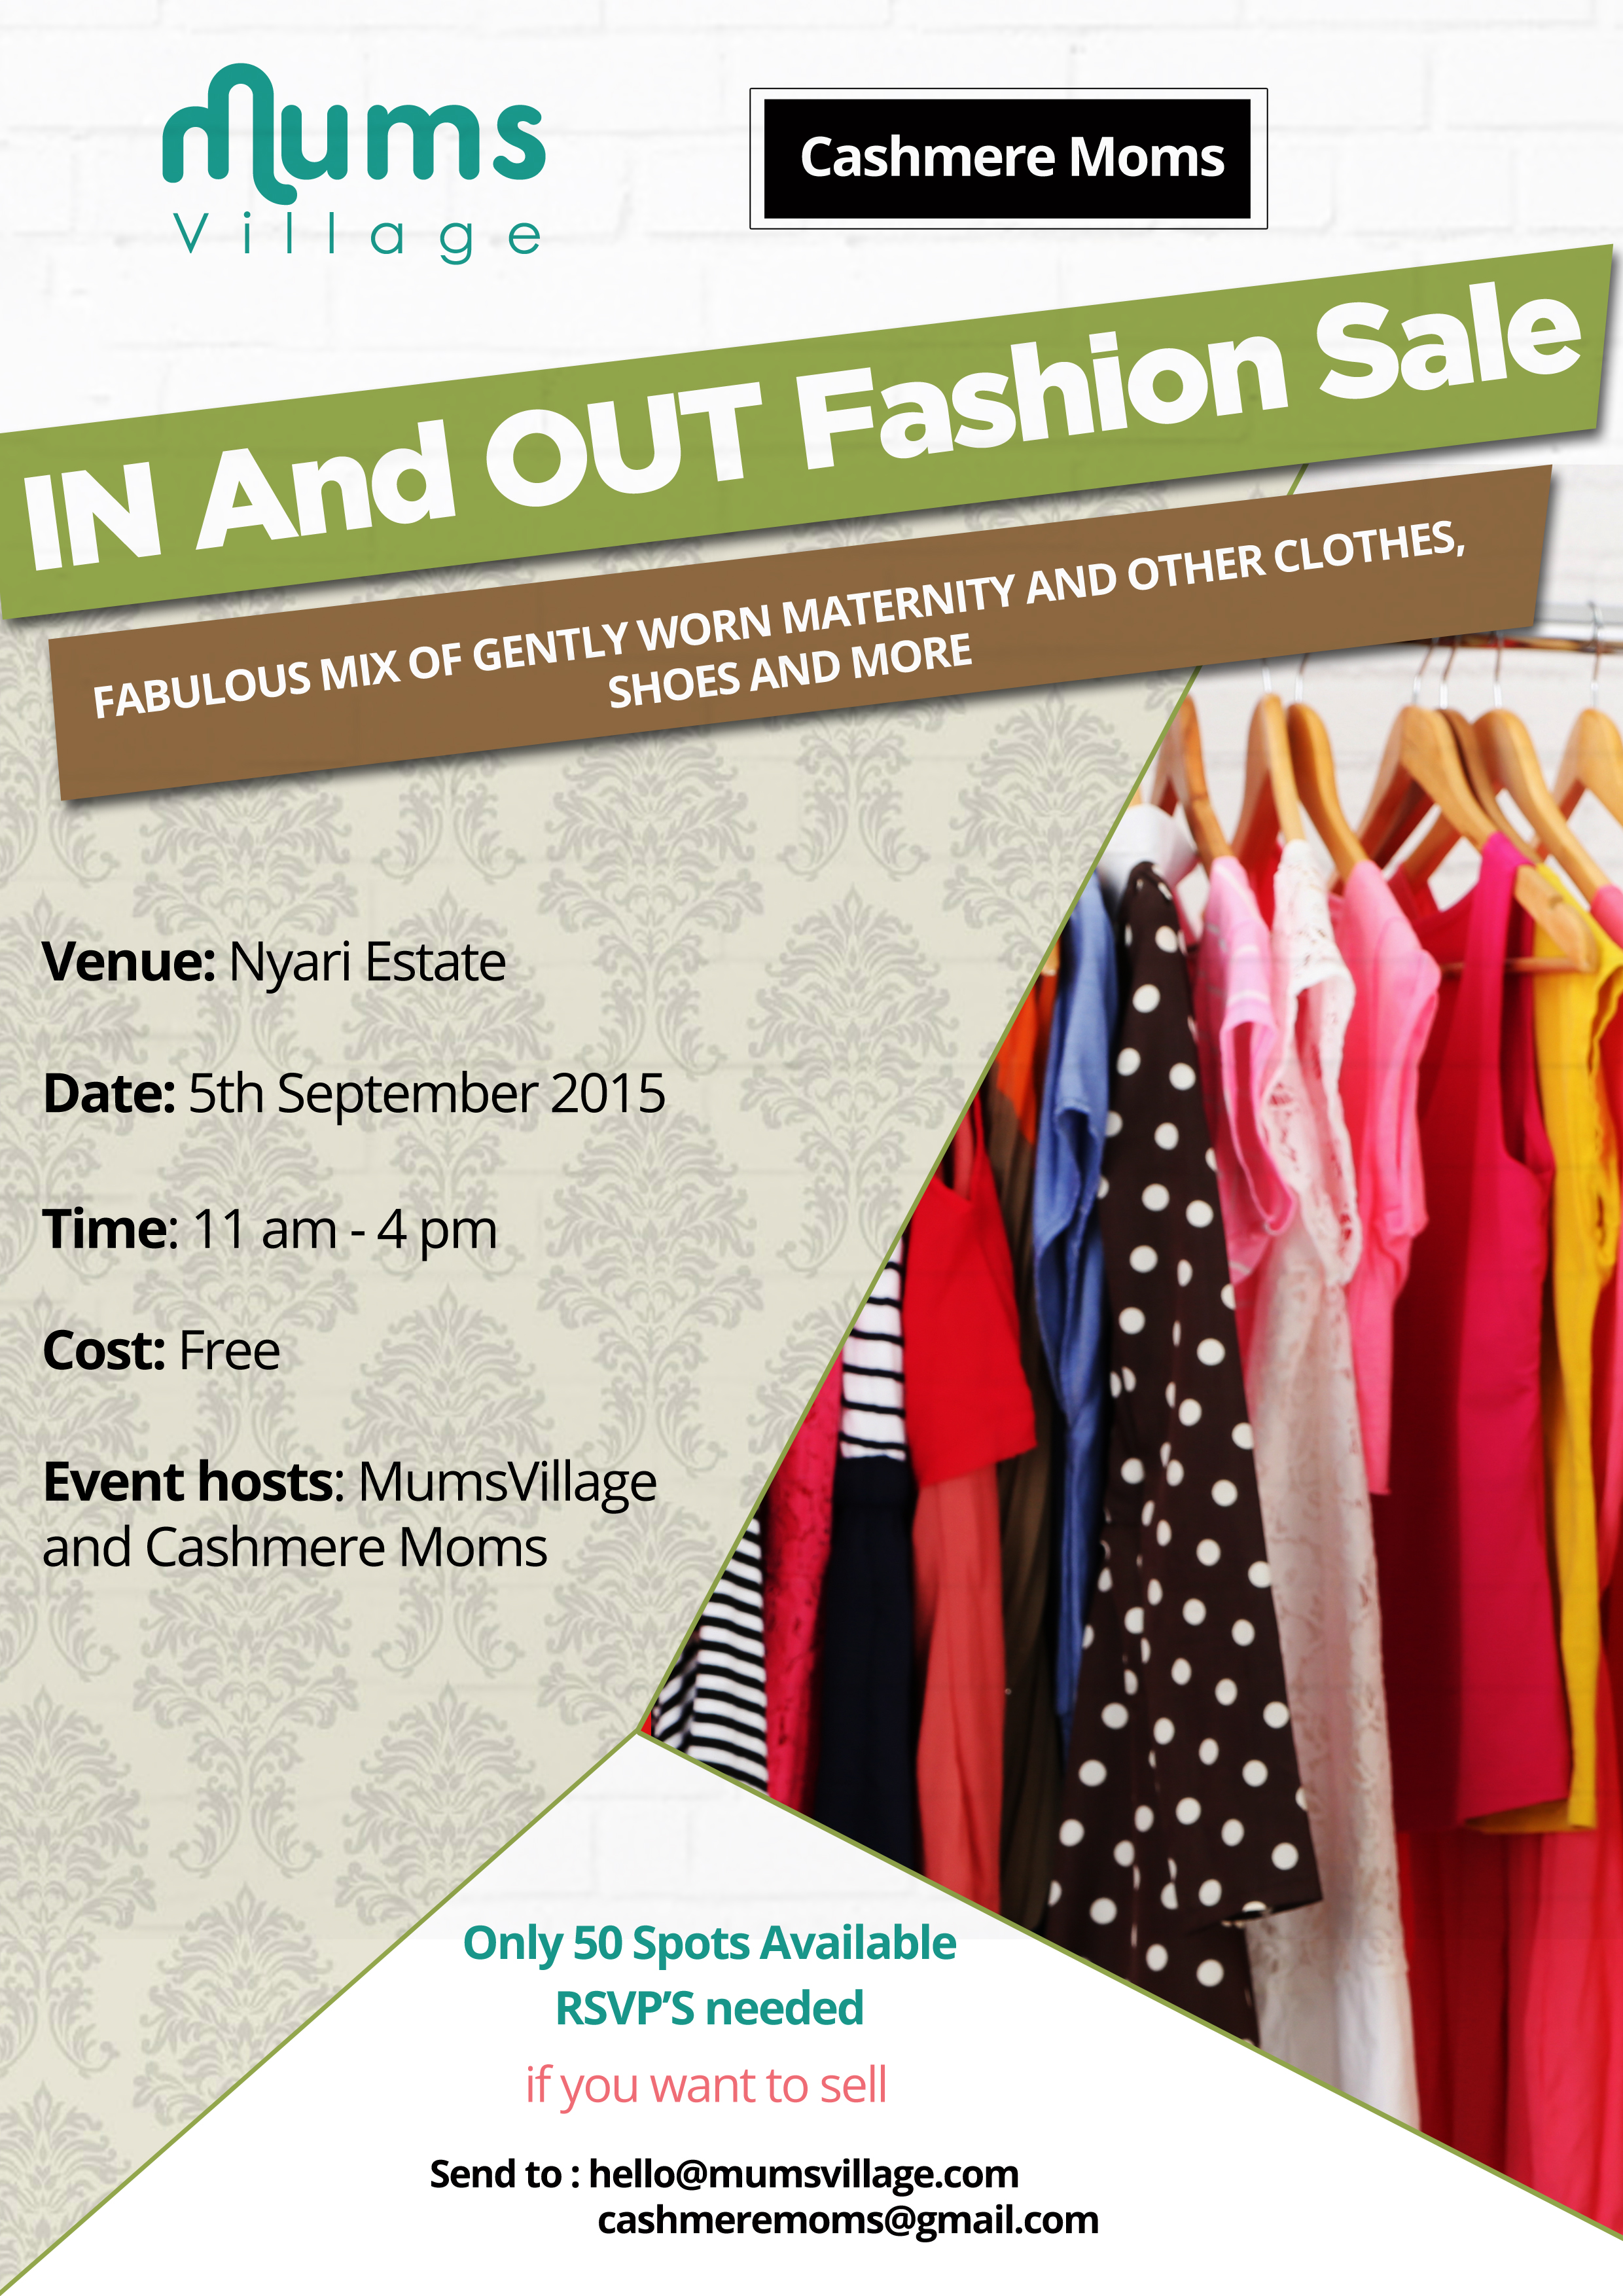 Mums
Village
Cashmere Moms
IN And OUT Fashion Sale
FABULOUS MIX OF GENTLY WORN MATERNITY AND OTHER CLOTHES,
SHOES AND MORE
Venue: Nyari Estate
Date: 5th September 2015
Time: 11 am - 4 pm
Cost: Free
Event hosts: MumsVillage
and Cashmere Moms
Only 50 Spots Available
RSVP’S needed
if you want to sell
Send to : hello@mumsvillage.com
cashmeremoms@gmail.com